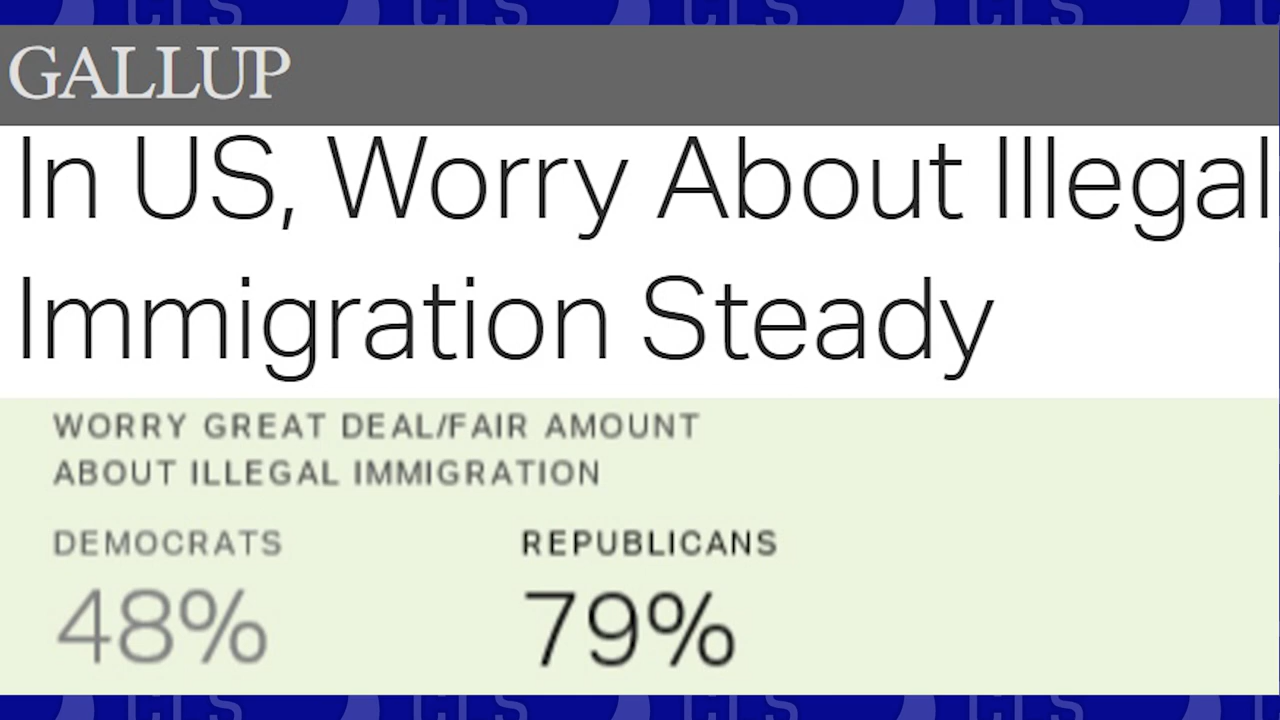 GALLUP
In US, Worry About Illegal
Immigration Steady
WORRY GREAT DEAL/FAIR AMOUNT
ABOUT ILLEGAL IMMIGRATION
DEMOCRATS REPUBLICANS
48% 79%